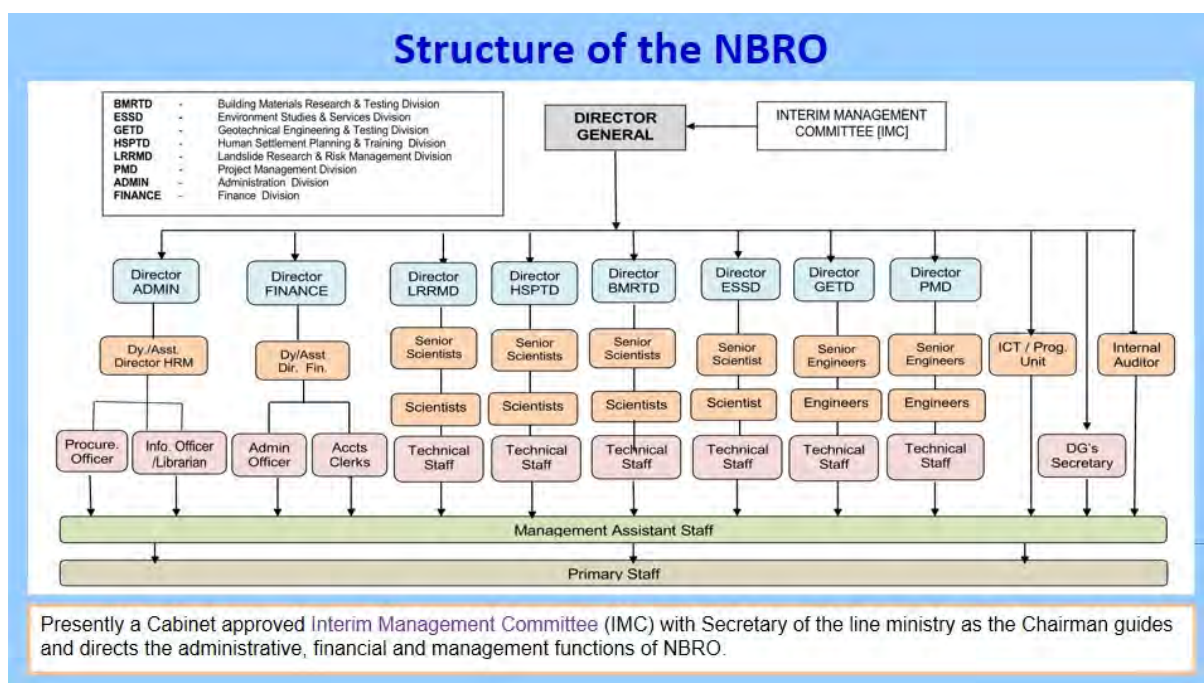 Structure of the NBRO
BMRTD - Building Materials Research & Testing Division
ESSD - Environment Studies & Services Division
GETD - Geotechnical Engineering & Testing Division
HSPTD - Human Settlement Planning & Training Division
LRRMD - Landslide Research & Risk Management Division
PMD - Project Management Division
ADMIN - Administration Division
FINANCE - Finance Division
DIRECTOR
GENERAL
INTERIM MANAGEMENT
COMMITTEE [IMC]
Director
ADMIN
Director
FINANCE
Director
LRRMD
Director
HSPTD
Director
BMRTD
Director
ESSD
Director
GETD
Director
PMD
Dy./Asst.
Director HRM
Dy/Asst
Dir. Fin.
Senior
Scientists
Senior
Scientists
Senior
Scientists
Senior
Scientist
Senior
Engineers
Senior
Engineers
ICT / Prog.
Unit
Internal
Auditor
Scientists
Scientists
Scientists
Scientist
Engineers
Engineers
Procure.
Officer
Info. Officer
/Librarian
Admin
Officer
Accts
Clerks
Technical
Staff
Technical
Staff
Technical
Staff
Technical
Staff
Technical
Staff
Technical
Staff
DG's
Secretary
Management Assistant Staff
Primary Staff
Presently a Cabinet approved Interim Management Committee (IMC) with Secretary of the line ministry as the Chairman guides
and directs the administrative, financial and management functions of NBRO.